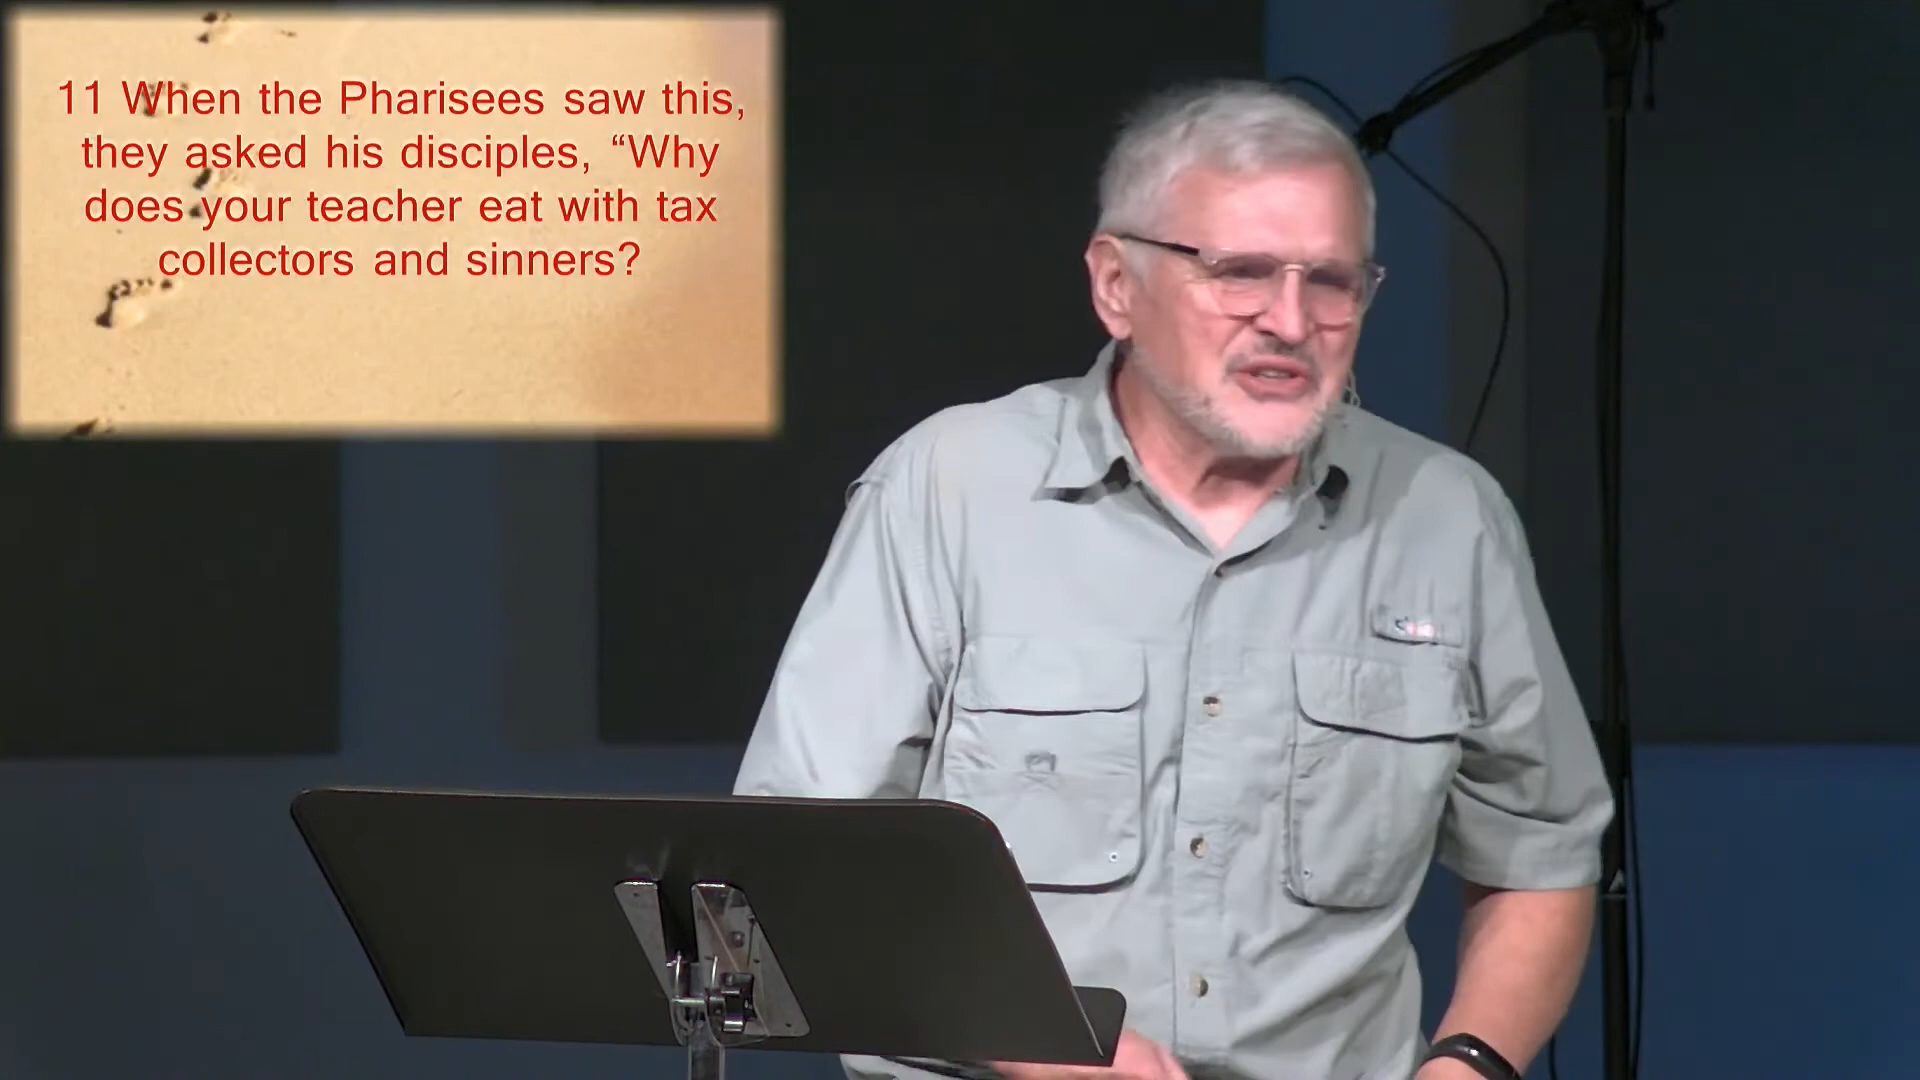 11 When the Pharisees saw this,
they asked his disciples, “Why
does your teacher eat with tax
collectors and sinners?